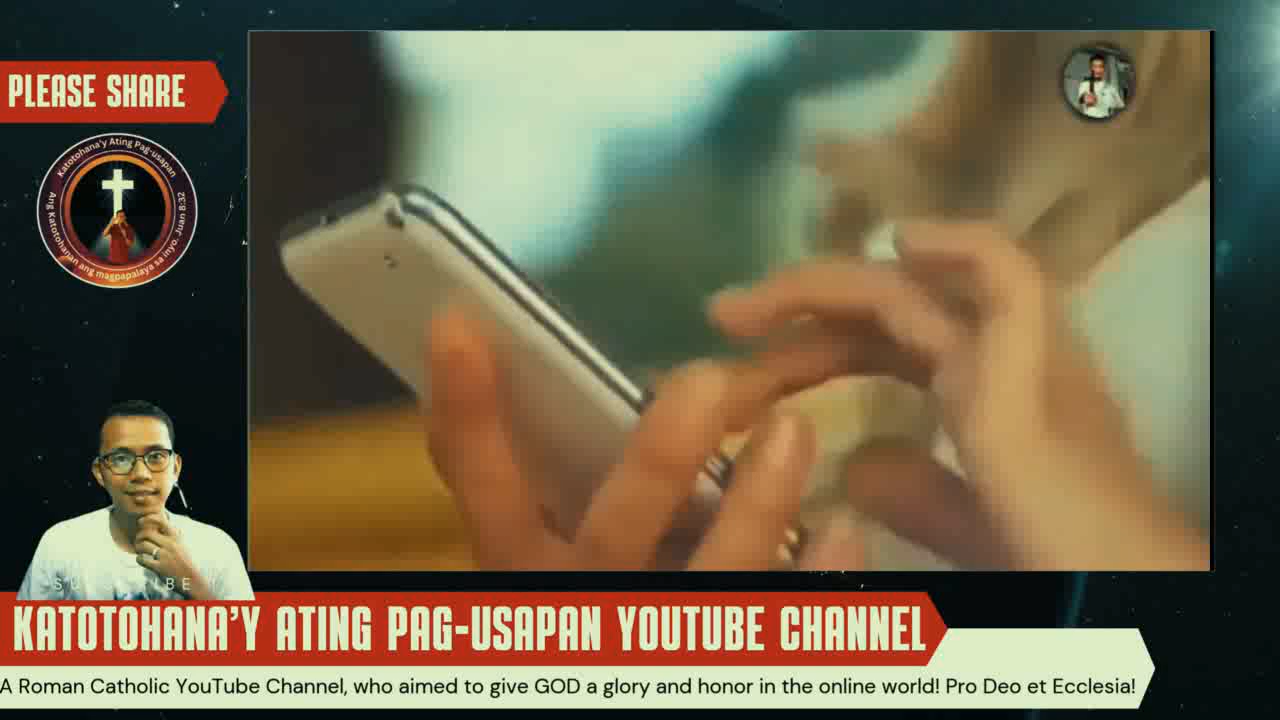 PLEASE SHARE
Katotohana'y Ating Pag-usapan
Ang Katotohanan ang magpapalaya sa inyo. Juan 8:32
SUBSCRIBE
KATOTOHANA'Y ATING PAG-USAPAN YOUTUBE CHANNEL
A Roman Catholic YouTube Channel, who aimed to give GOD a glory and honor in the online world! Pro Deo et Ecclesia!